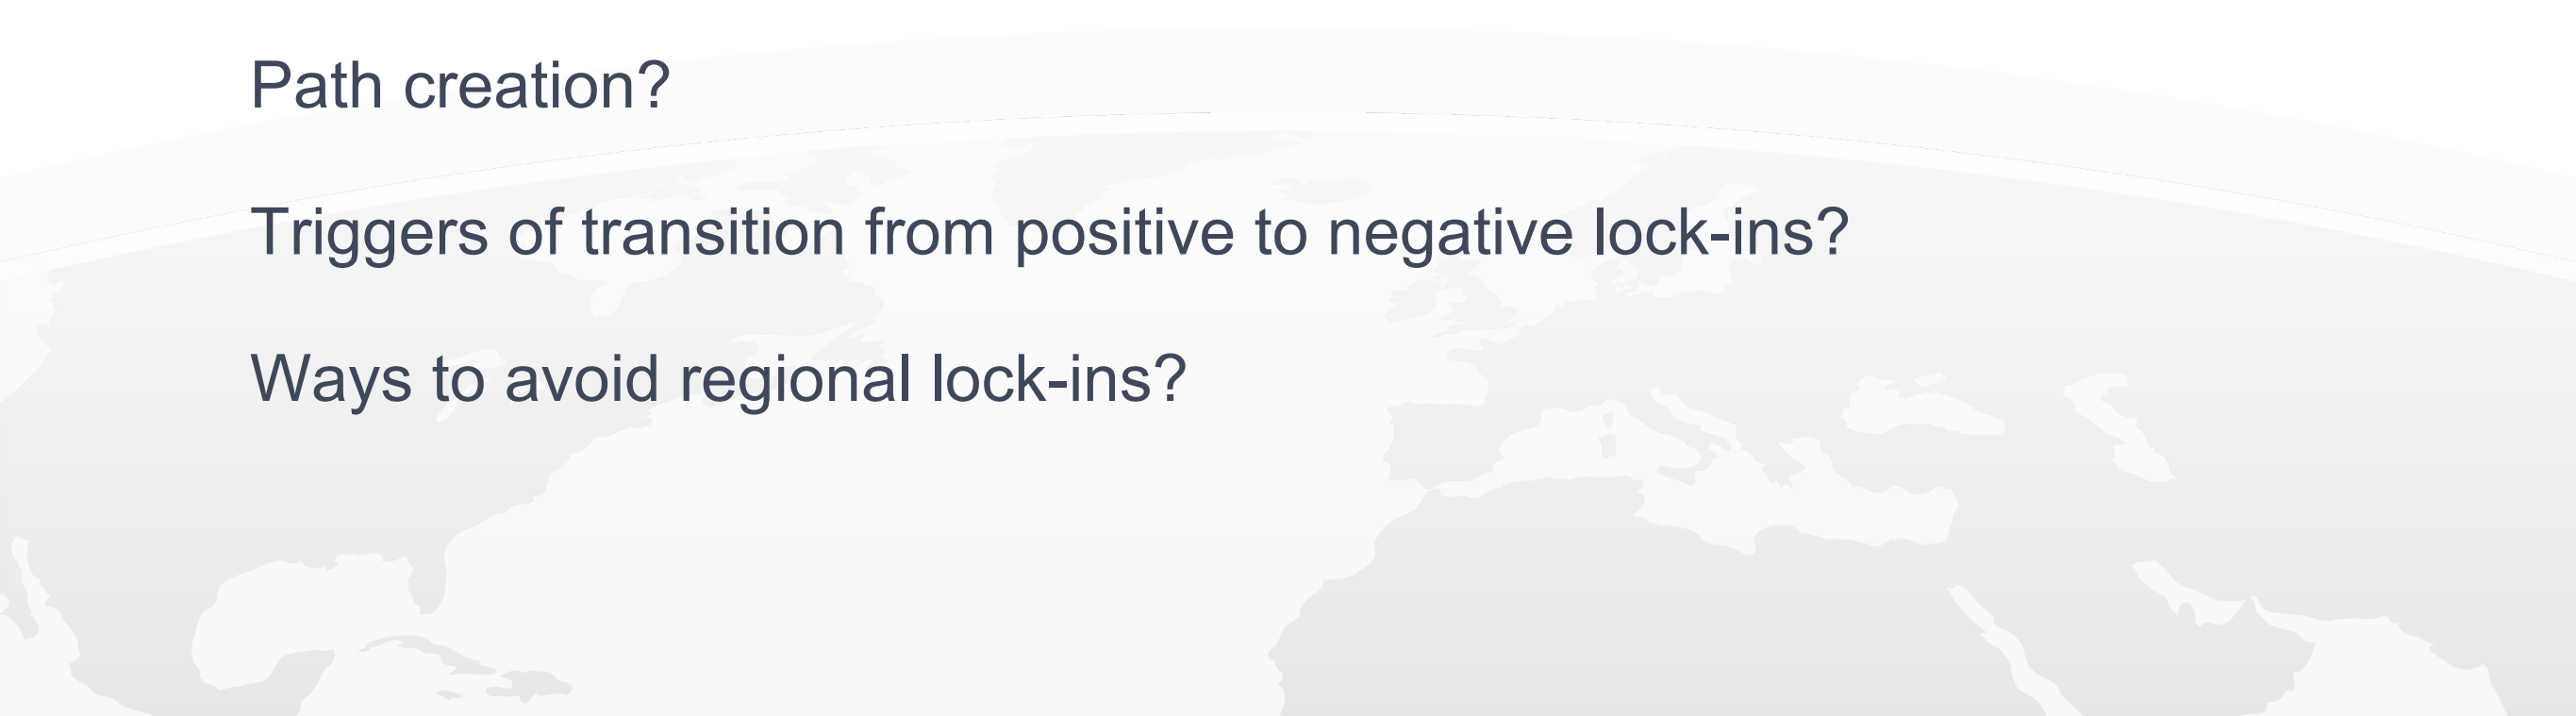 Path creation?
Triggers of transition from positive to negative lock-ins?
Ways to avoid regional lock-ins?